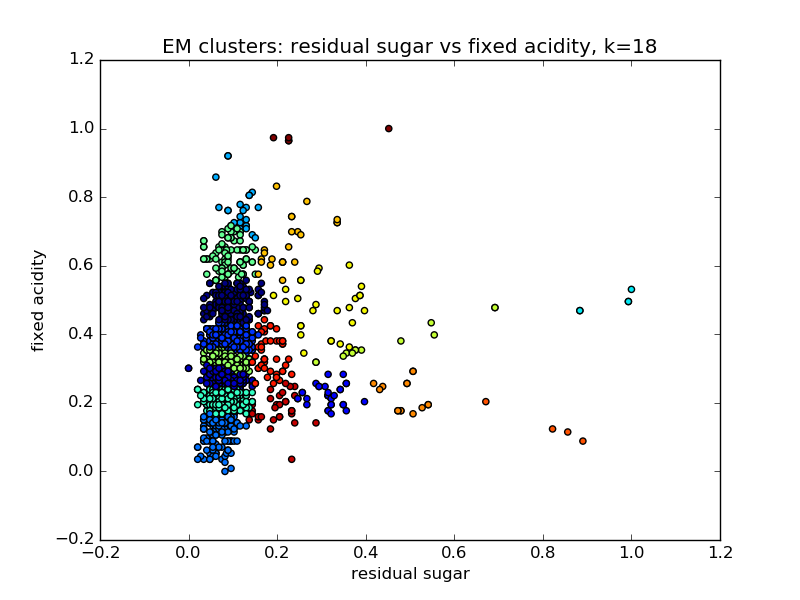 EM clusters: residual sugar vs fixed acidity, k=18
1.2
1.0
0.8
0.6
0.4
0.2
0.0
−0.2
fixed acidity
−0.2 0.0 0.2 0.4 0.6 0.8 1.0 1.2
residual sugar